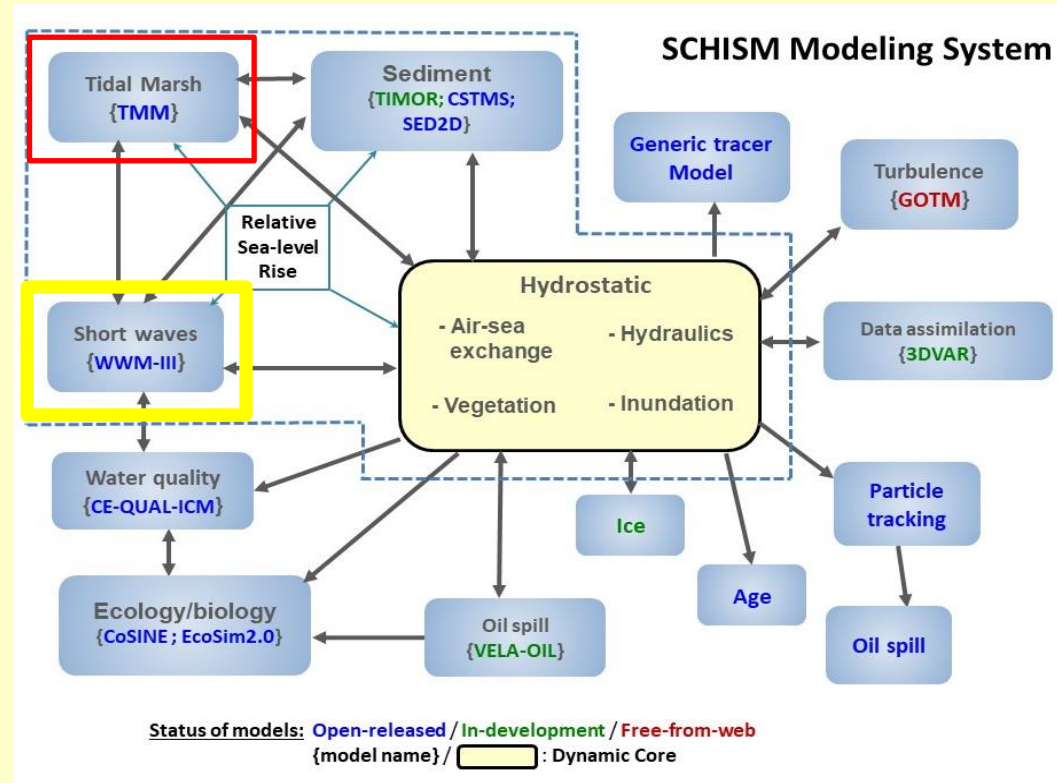 SCHISM Modeling System
Tidal Marsh
{TMM}
Sediment
{TIMOR; CSTMS;
SED2D}
Generic tracer
Model
Turbulence
{GOTM}
Relative
Sea-level
Rise
Hydrostatic
- Air-sea
exchange
- Hydraulics
- Vegetation
- Inundation
Short waves
{WWM-III}
Data assimilation
{3DVAR}
Water quality
{CE-QUAL-ICM}
Ice
Particle
tracking
Age
Ecology/biology
{CoSINE ; EcoSim2.0}
Oil spill
{VELA-OIL}
Oil spill
Status of models: Open-released / In-development / Free-from-web
{model name} / : Dynamic Core